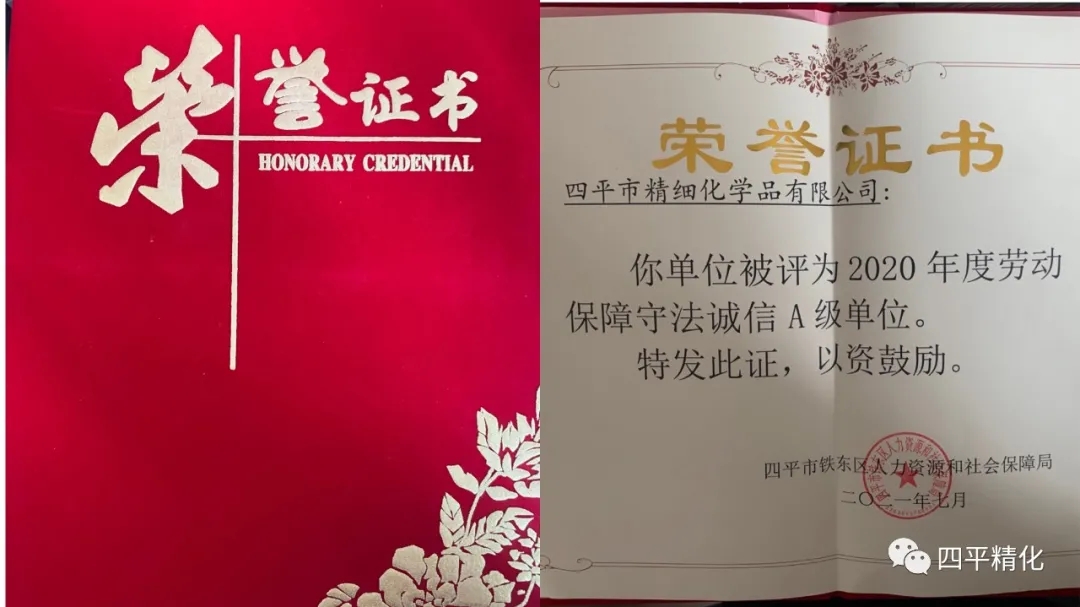 荣誉证书
HONORARY CREDENTIAL
荣誉证书
四平市精细化学品有限公司:
你单位被评为2020年度劳动
保障守法诚信A级单位。
特发此证，以资鼓励。
四平市铁东区人力资源和社会保障局
二〇二一年七月
四平精化